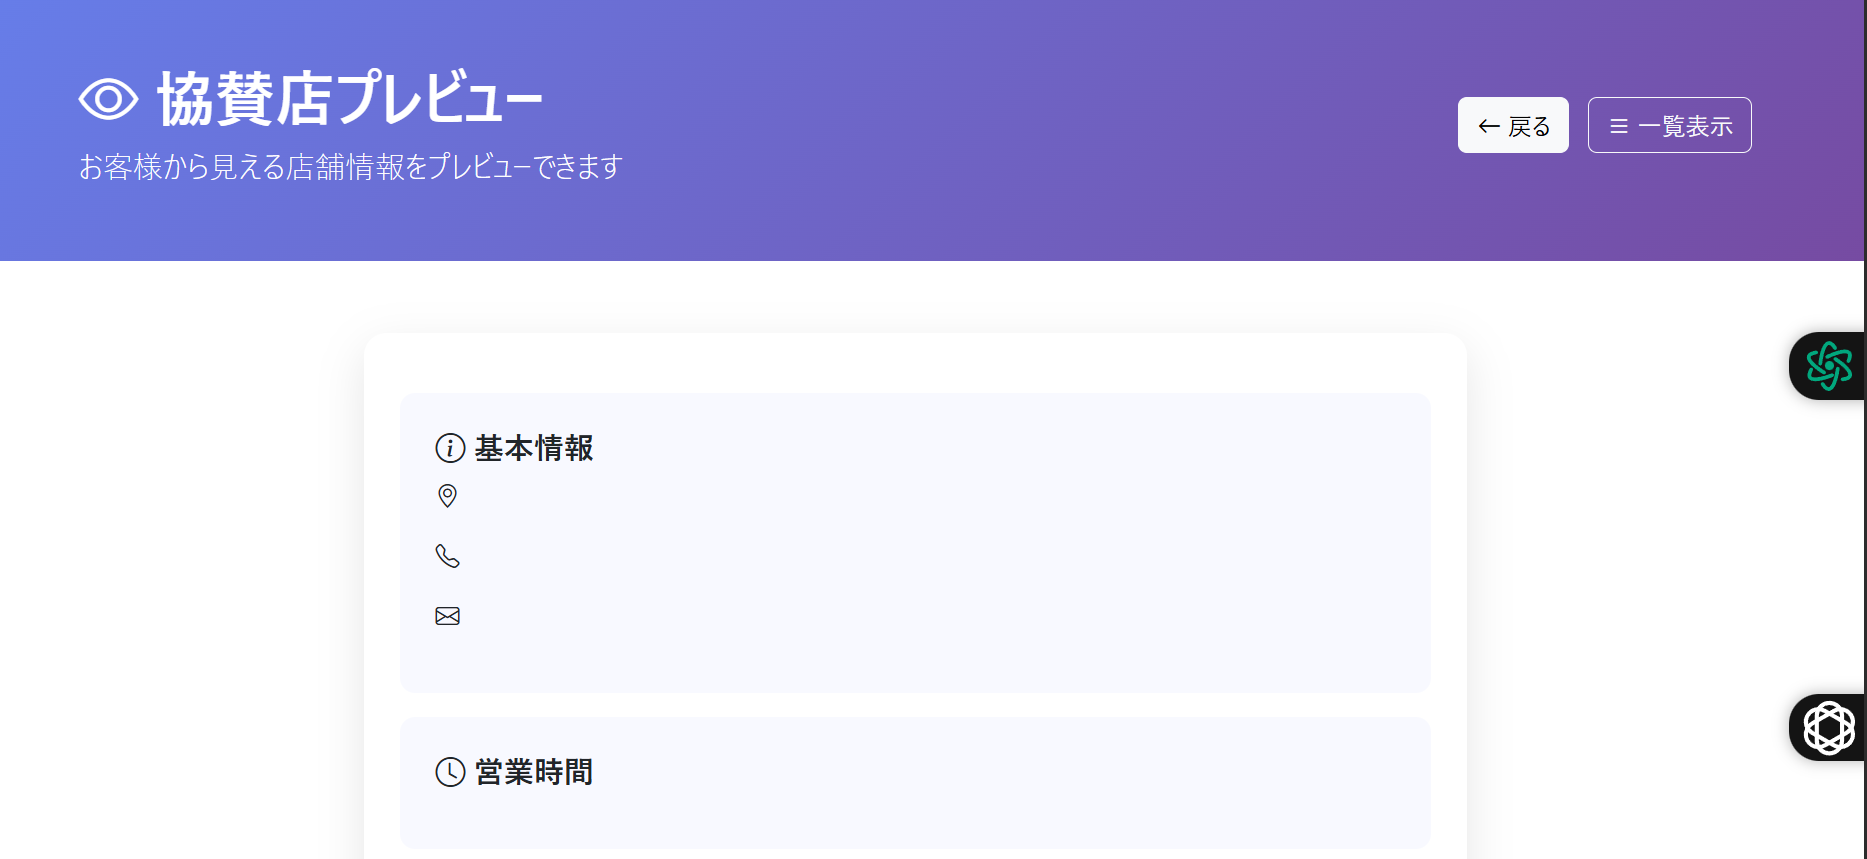 協賛店プレビュー
お客様から見える店舗情報をプレビューできます
戻る
一覧表示
基本情報
営業時間